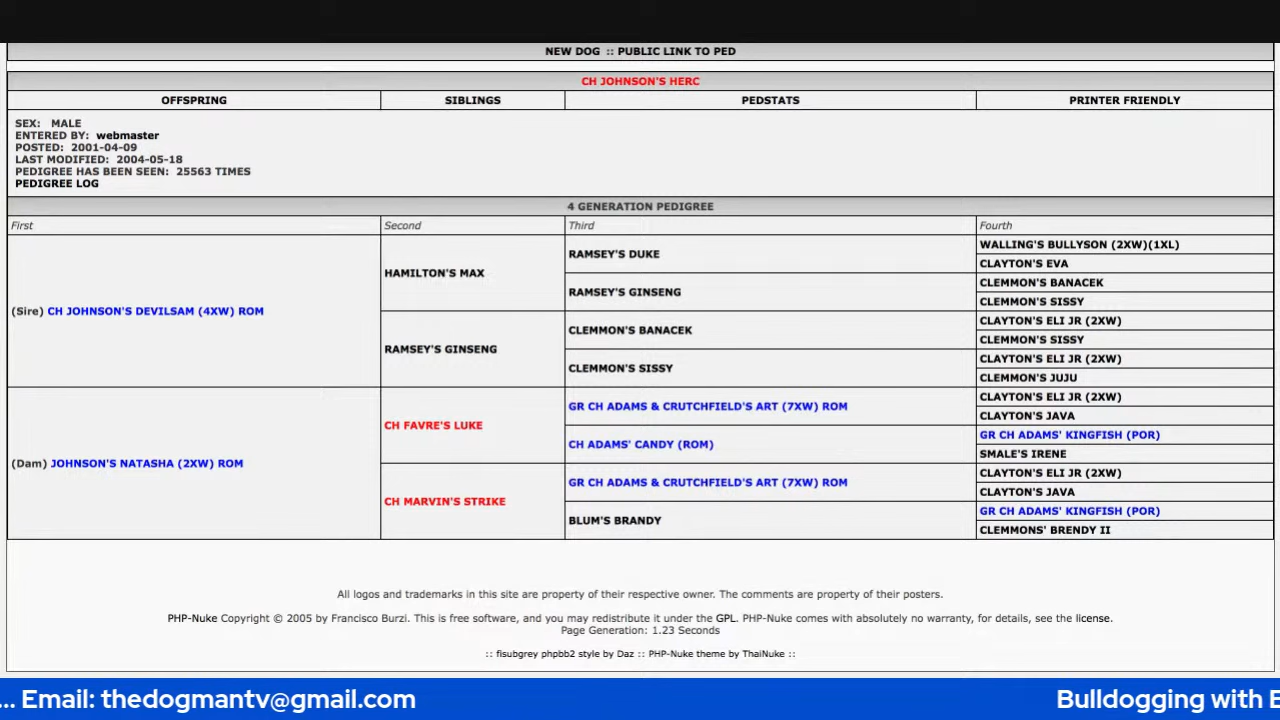 NEW DOG :: PUBLIC LINK TO PED
CH JOHNSON'S HERC
OFFSPRING SIBLINGS PEDSTATS PRINTER FRIENDLY
SEX: MALE
ENTERED BY: webmaster
POSTED: 2001-04-09
LAST MODIFIED: 2004-05-18
PEDIGREE HAS BEEN SEEN: 25563 TIMES
PEDIGREE LOG
4 GENERATION PEDIGREE
First Second Third Fourth
(Sire) CH JOHNSON'S DEVILSAM (4XW) ROM
HAMILTON'S MAX
RAMSEY'S DUKE
WALLING'S BULLYSON (2XW)(1XL)
CLAYTON'S EVA
RAMSEY'S GINSENG
CLEMMON'S BANACEK
CLEMMON'S SISSY
RAMSEY'S GINSENG
CLEMMON'S BANACEK
CLAYTON'S ELI JR (2XW)
CLEMMON'S SISSY
CLEMMON'S SISSY
CLAYTON'S ELI JR (2XW)
CLEMMON'S JUJU
(Dam) JOHNSON'S NATASHA (2XW) ROM
CH FAVRE'S LUKE
GR CH ADAMS & CRUTCHFIELD'S ART (7XW) ROM
CLAYTON'S ELI JR (2XW)
CLAYTON'S JAVA
CH ADAMS' CANDY (ROM)
GR CH ADAMS' KINGFISH (POR)
SMALE'S IRENE
CH MARVIN'S STRIKE
GR CH ADAMS & CRUTCHFIELD'S ART (7XW) ROM
CLAYTON'S ELI JR (2XW)
CLAYTON'S JAVA
BLUM'S BRANDY
GR CH ADAMS' KINGFISH (POR)
CLEMMONS' BRENDY II
All logos and trademarks in this site are property of their respective owner. The comments are property of their posters.
PHP-Nuke Copyright © 2005 by Francisco Burzi. This is free software, and you may redistribute it under the GPL. PHP-Nuke comes with absolutely no warranty, for details, see the license.
Page Generation: 1.23 Seconds
:: fisubgrey phpbb2 style by Daz :: PHP-Nuke theme by ThaiNuke ::
... Email: thedogmantv@gmail.com Bulldogging with